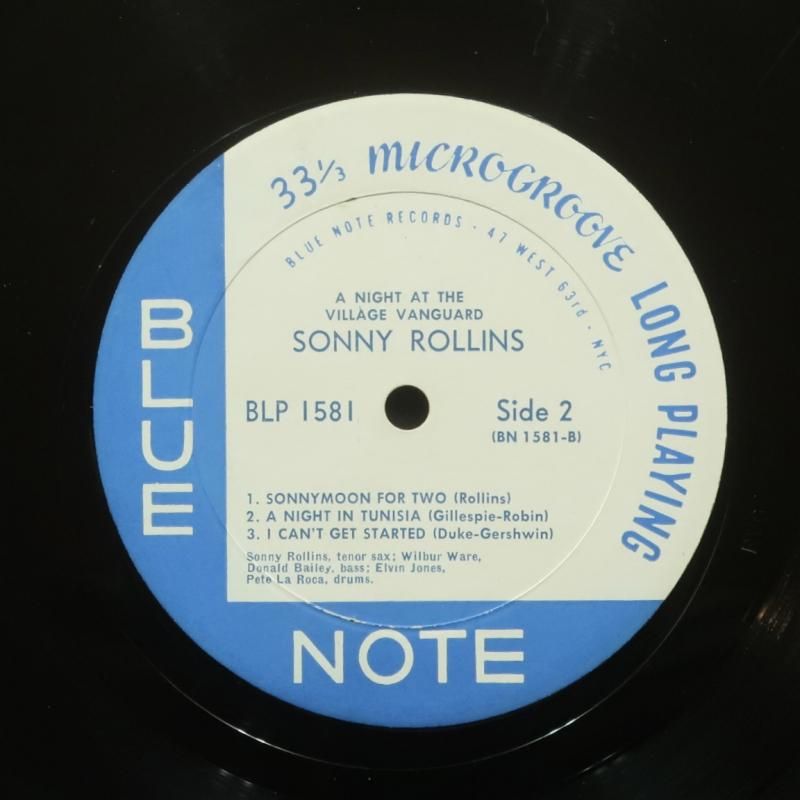 33⅓ MICROGROOVE LONG PLAYING
BLUE NOTE RECORDS · 47 WEST 63rd · NYC
A NIGHT AT THE
VILLAGE VANGUARD
SONNY ROLLINS
BLP 1581
Side 2
(BN 1581-B)
1. SONNYMOON FOR TWO (Rollins)
2. A NIGHT IN TUNISIA (Gillespie-Robin)
3. I CAN'T GET STARTED (Duke-Gershwin)
Sonny Rollins, tenor sax; Wilbur Ware,
Donald Bailey, bass; Elvin Jones,
Pete La Roca, drums.
BLUE
NOTE